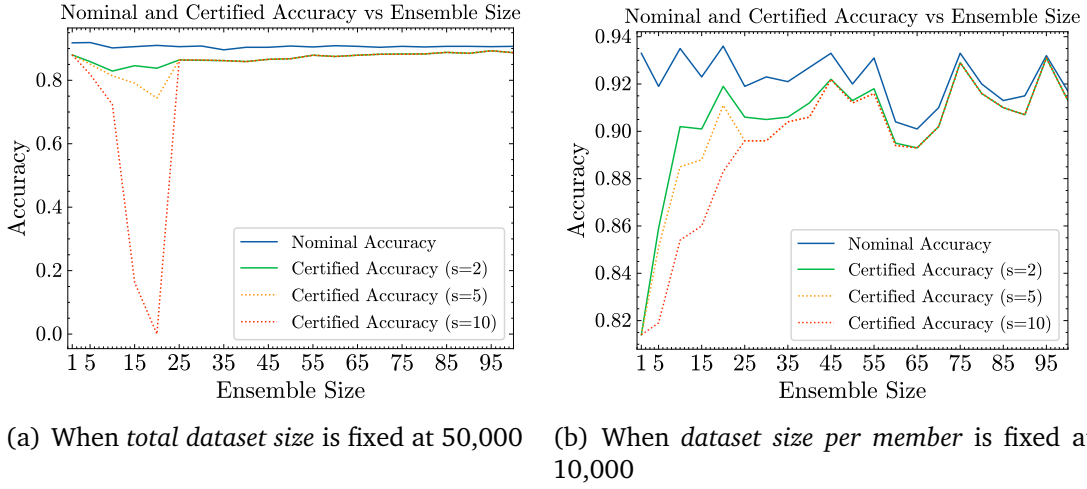 Nominal and Certified Accuracy vs Ensemble Size
Accuracy
0.8
0.6
0.4
0.2
0.0
Nominal Accuracy
Certified Accuracy (s=2)
Certified Accuracy (s=5)
Certified Accuracy (s=10)
1 5 15 25 35 45 55 65 75 85 95
Ensemble Size
(a) When total dataset size is fixed at 50,000
Nominal and Certified Accuracy vs Ensemble Size
Accuracy
0.94
0.92
0.90
0.88
0.86
0.84
0.82
Nominal Accuracy
Certified Accuracy (s=2)
Certified Accuracy (s=5)
Certified Accuracy (s=10)
1 5 15 25 35 45 55 65 75 85 95
Ensemble Size
(b) When dataset size per member is fixed at
10,000